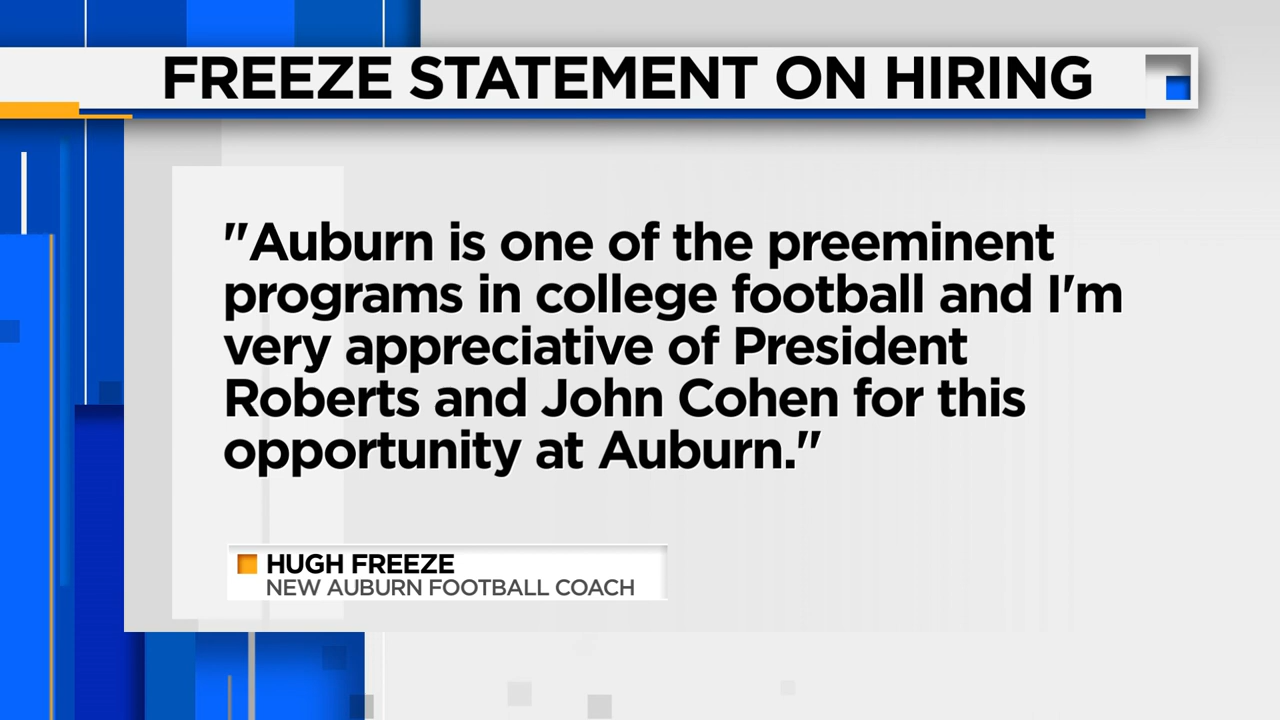 FREEZE STATEMENT ON HIRING
"Auburn is one of the preeminent
programs in college football and I'm
very appreciative of President
Roberts and John Cohen for this
opportunity at Auburn."
HUGH FREEZE
NEW AUBURN FOOTBALL COACH